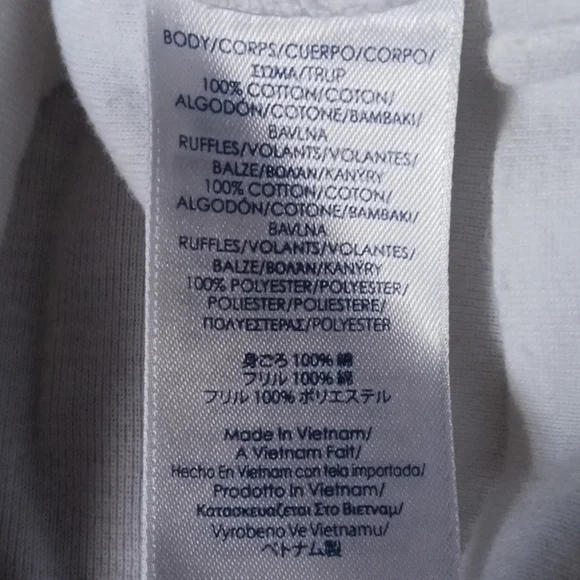 BODY/CORPS/CUERPO/CORPO/
ΣΩΜΑ/TRUP
100% COTTON/COTON/
ALGODÓN/COTONE/BAMBAKI/
BAVLNA
RUFFLES/VOLANTS/VOLANTES/
BALZE/ΒΟΛΑΝ/KANÝRY
100% COTTON/COTON/
ALGODÓN/COTONE/BAMBAKI/
BAVLNA
RUFFLES/VOLANTS/VOLANTES/
BALZE/ΒΟΛΑΝ/KANÝRY
100% POLYESTER/POLYESTER/
POLIESTER/POLIESTERE/
ΠΟΛΥΕΣΤΕΡΑΣ/POLYESTER
身ごろ 100% 綿
フリル 100% 綿
フリル 100% ポリエステル
Made In Vietnam/
A Vietnam Fait/
Hecho En Vietnam con tela importada/
Prodotto In Vietnam/
Κατασκευαζεται Στο Βιετναμ/
Vyrobeno Ve Vietnamu/
ベトナム製